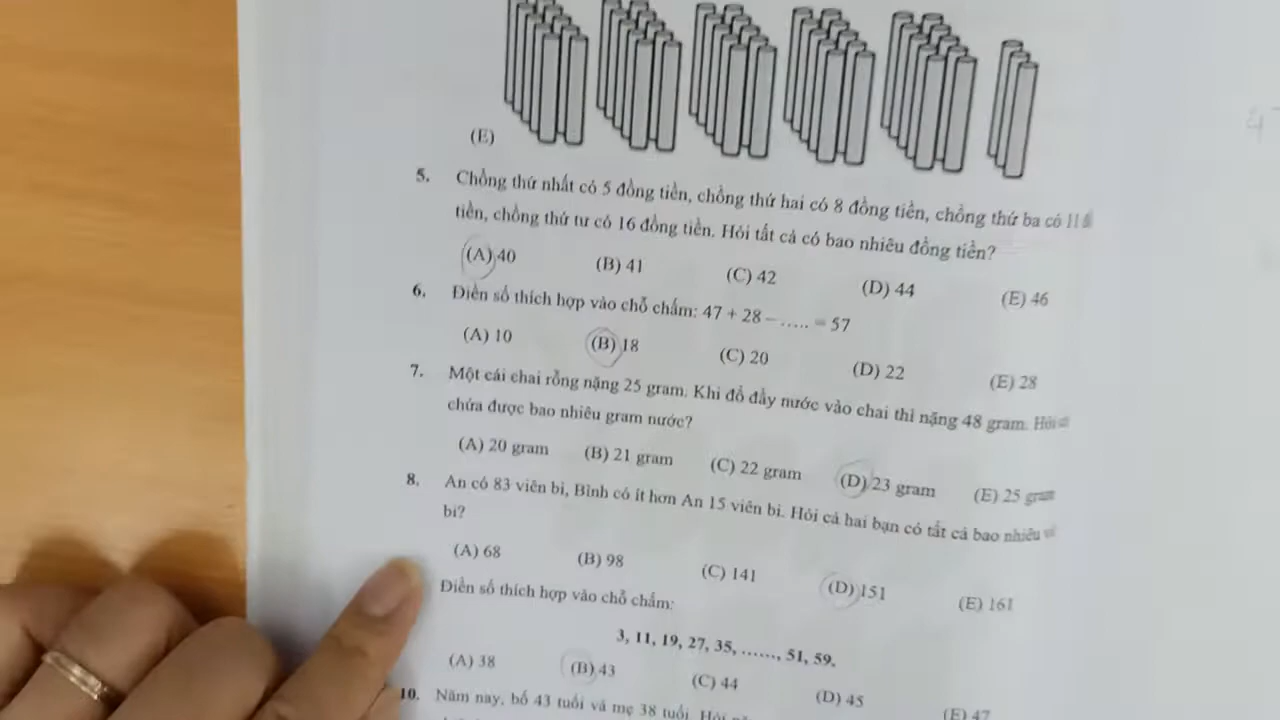 (E)
5. Chồng thứ nhất có 5 đồng tiền, chồng thứ hai có 8 đồng tiền, chồng thứ ba có 11
tiền, chồng thứ tư có 16 đồng tiền. Hỏi tất cả có bao nhiêu đồng tiền?
(A) 40 (B) 41 (C) 42 (D) 44 (E) 46
6. Điền số thích hợp vào chỗ chấm: 47 + 28 – ..... = 57
(A) 10 (B) 18 (C) 20 (D) 22 (E) 28
7. Một cái chai rỗng nặng 25 gram. Khi đổ đầy nước vào chai thì nặng 48 gram. Hỏi
chứa được bao nhiêu gram nước?
(A) 20 gram (B) 21 gram (C) 22 gram (D) 23 gram (E) 25 gram
8. An có 83 viên bi, Bình có ít hơn An 15 viên bi. Hỏi cả hai bạn có tất cả bao nhiêu
bi?
(A) 68 (B) 98 (C) 141 (D) 151 (E) 161
Điền số thích hợp vào chỗ chấm:
3, 11, 19, 27, 35, ......, 51, 59.
(A) 38 (B) 43 (C) 44 (D) 45 (E) 47
10. Năm nay, bố 43 tuổi và mẹ 38 tuổi. Hỏi